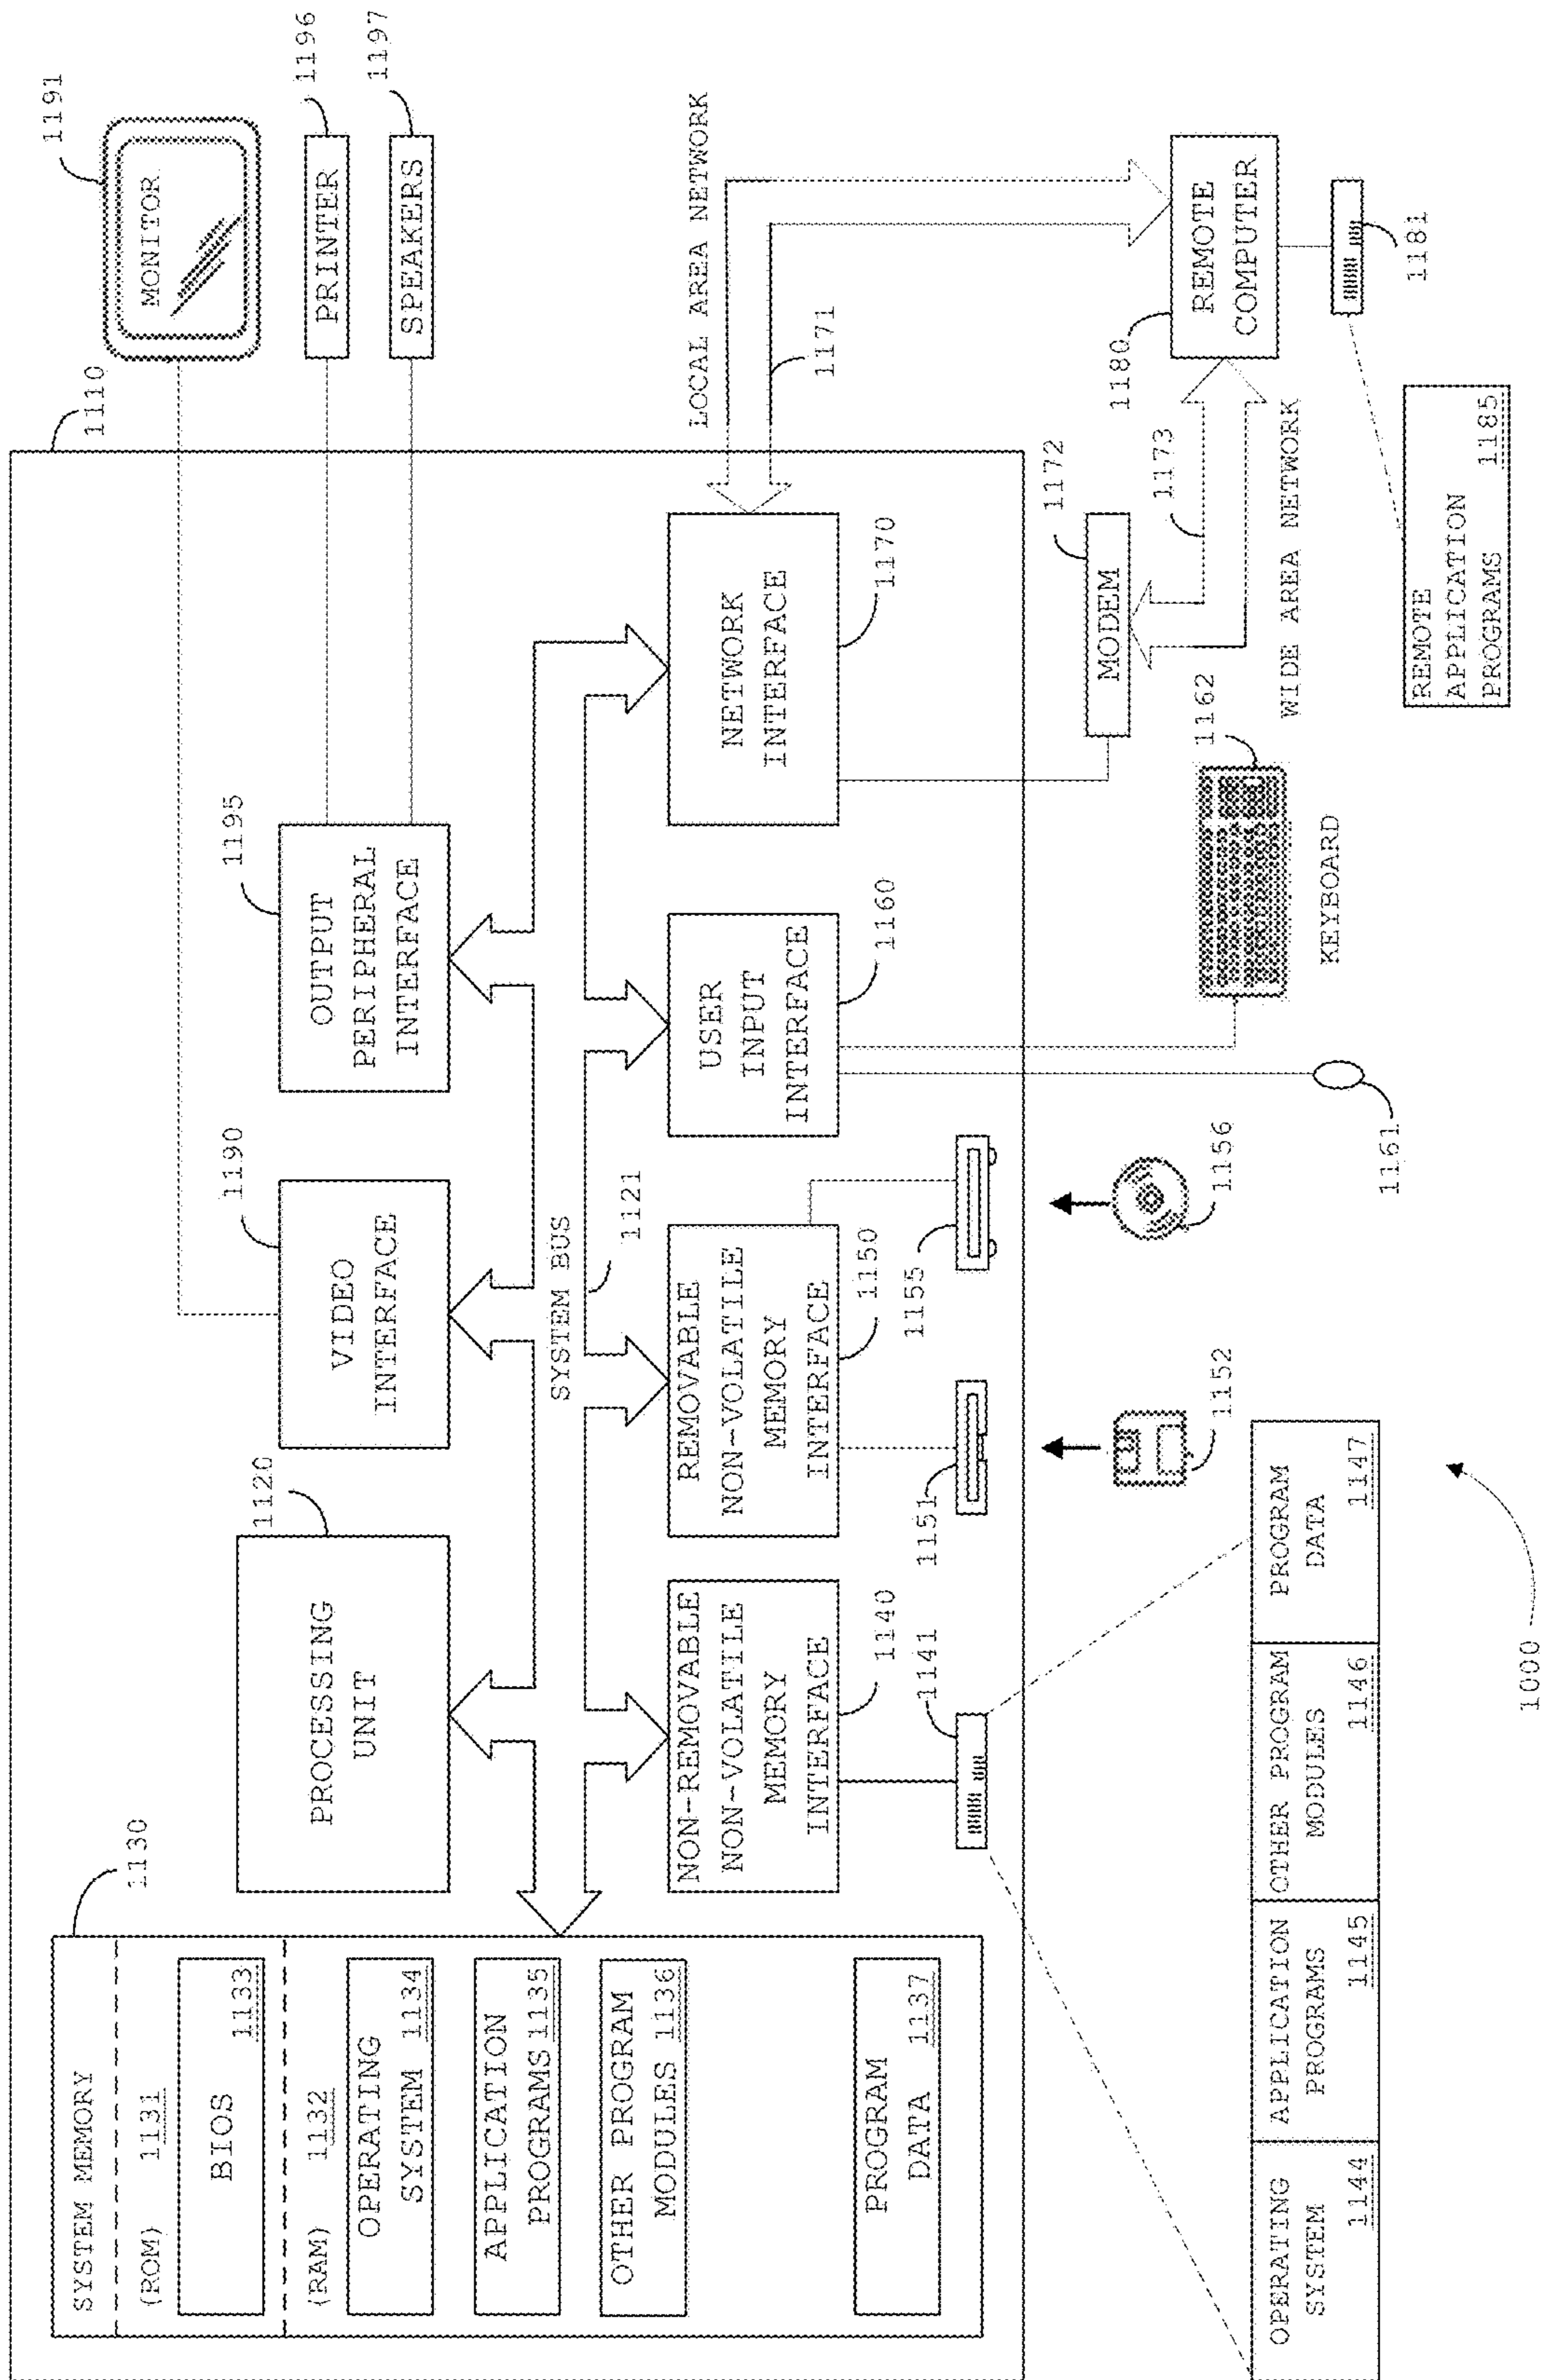 1110
SYSTEM MEMORY
1130
(ROM) 1131
BIOS
1133
(RAM) 1132
OPERATING
SYSTEM 1134
APPLICATION
PROGRAMS 1135
OTHER PROGRAM
MODULES 1136
PROGRAM
DATA 1137
1120
PROCESSING
UNIT
1190
VIDEO
INTERFACE
1195
OUTPUT
PERIPHERAL
INTERFACE
1191
MONITOR
1196
PRINTER
1197
SPEAKERS
SYSTEM BUS
1121
NON-REMOVABLE
NON-VOLATILE
MEMORY
INTERFACE
1140
REMOVABLE
NON-VOLATILE
MEMORY
INTERFACE
1150
USER
INPUT
INTERFACE
1160
NETWORK
INTERFACE
1170
LOCAL AREA NETWORK
1171
1141
1151
1155
1152
1156
1161
1162
KEYBOARD
1172
MODEM
1173
WIDE AREA NETWORK
1180
REMOTE
COMPUTER
1181
REMOTE
APPLICATION
PROGRAMS 1185
OPERATING
SYSTEM
1144
APPLICATION
PROGRAMS
1145
OTHER PROGRAM
MODULES
1146
PROGRAM
DATA
1147
1000